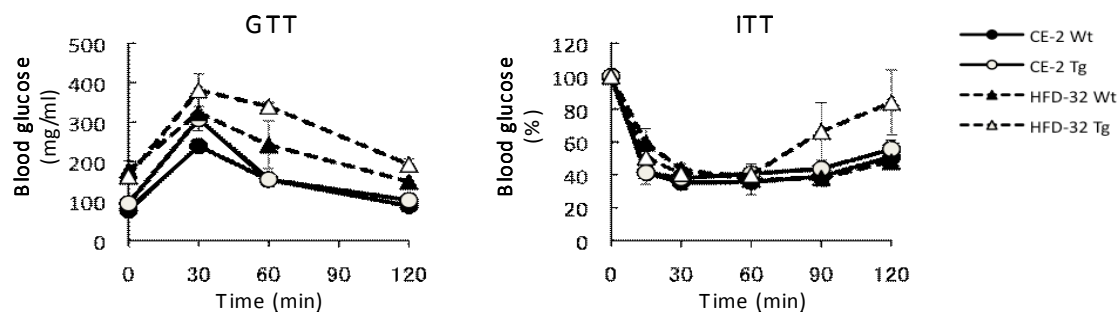 GTT
Blood glucose
(mg/ml)
500
400
300
200
100
0
0 30 60 90 120
Time (min)
ITT
Blood glucose
(%)
120
100
80
60
40
20
0
0 30 60 90 120
Time (min)
CE-2 Wt
CE-2 Tg
HFD-32 Wt
HFD-32 Tg